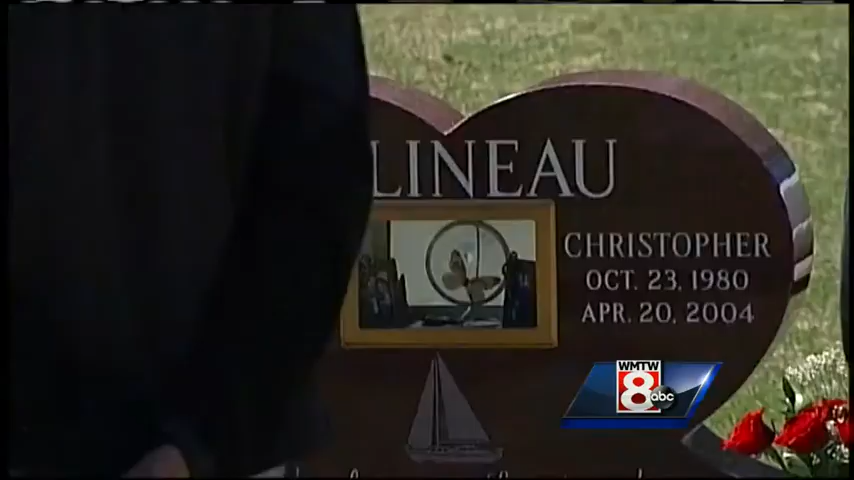 LINEAU
CHRISTOPHER
OCT. 23, 1980
APR. 20, 2004
WMTW
8 abc